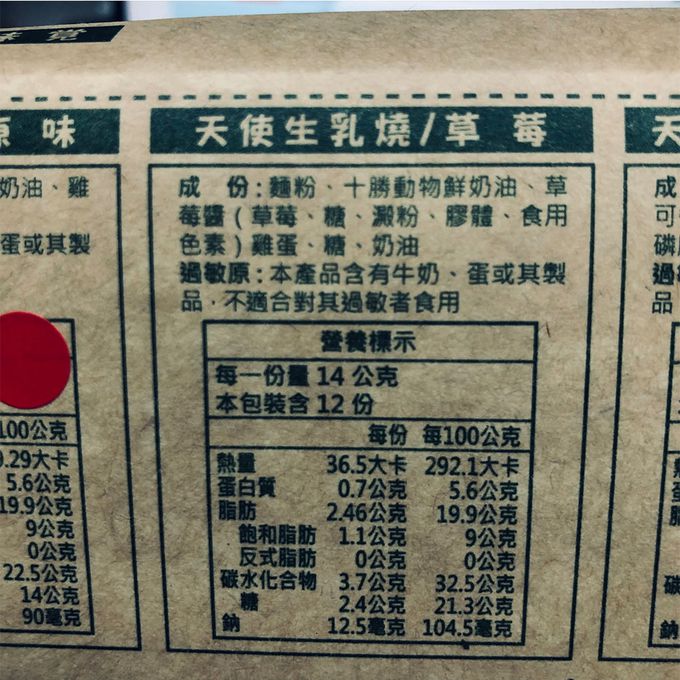 原味
奶油、雞
蛋或其製
100公克
.29大卡
5.6公克
19.9公克
9公克
0公克
22.5公克
14公克
90毫克
天使生乳燒/草莓
成 份:麵粉、十勝動物鮮奶油、草
莓醬(草莓、糖、澱粉、膠體、食用
色素)雞蛋、糖、奶油
過敏原:本產品含有牛奶、蛋或其製
品,不適合對其過敏者食用
營養標示
每一份量 14 公克
本包裝含 12 份
每份 每100公克
熱量 36.5大卡 292.1大卡
蛋白質 0.7公克 5.6公克
脂肪 2.46公克 19.9公克
飽和脂肪 1.1公克 9公克
反式脂肪 0公克 0公克
碳水化合物 3.7公克 32.5公克
糖 2.4公克 21.3公克
鈉 12.5毫克 104.5毫克
天
成
可
磷
過
品
碳
鈉